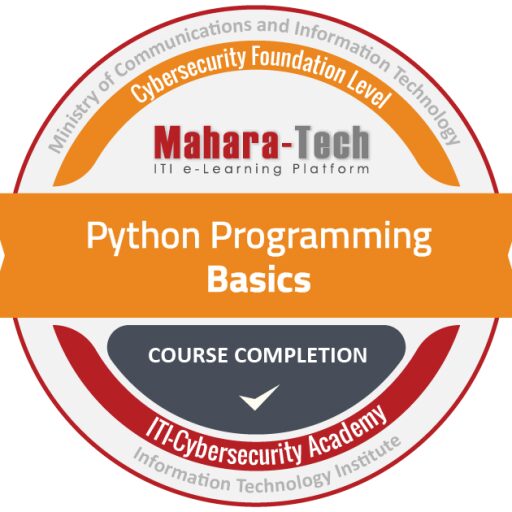 Ministry of Communications and Information Technology
Cybersecurity Foundation Level
Mahara-Tech
ITI e-Learning Platform
Python Programming
Basics
COURSE COMPLETION
ITI-Cybersecurity Academy
Information Technology Institute